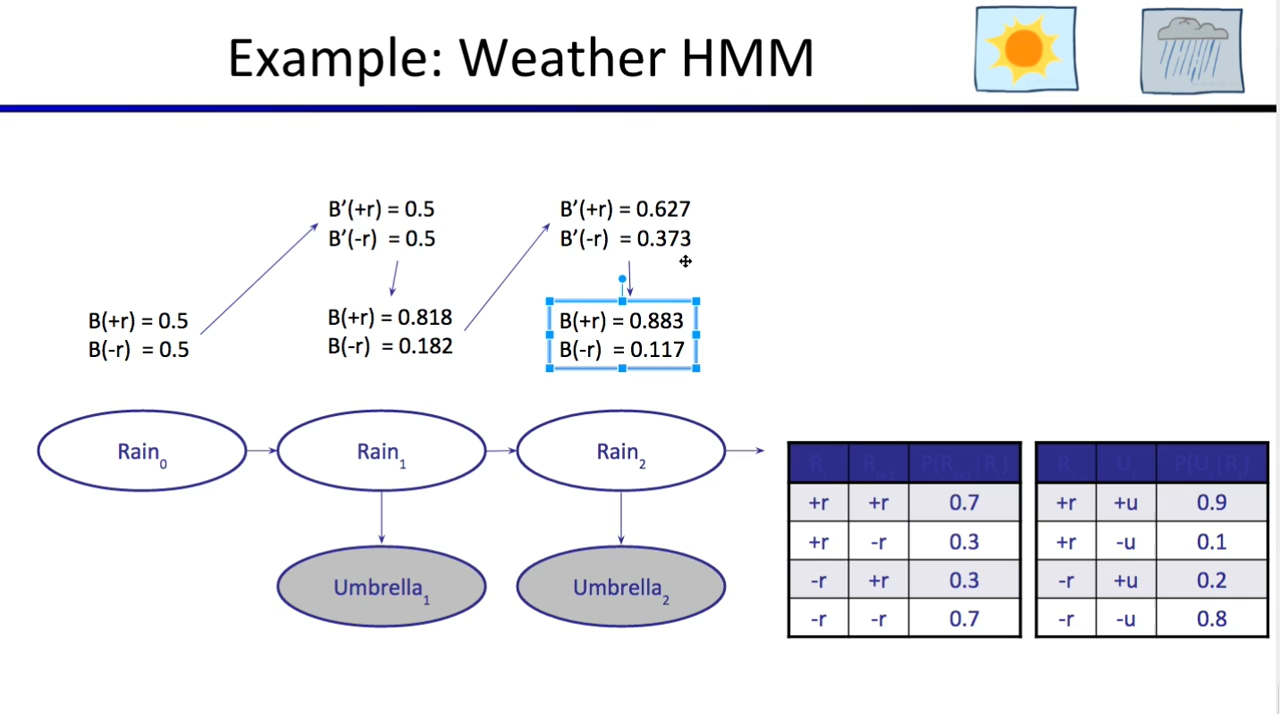 Example: Weather HMM
B′(+r) = 0.5
B′(-r) = 0.5
B′(+r) = 0.627
B′(-r) = 0.373
B(+r) = 0.5
B(-r) = 0.5
B(+r) = 0.818
B(-r) = 0.182
B(+r) = 0.883
B(-r) = 0.117
Rain0
Rain1
Rain2
Umbrella1
Umbrella2
+r +r 0.7
+r -r 0.3
-r +r 0.3
-r -r 0.7
+r +u 0.9
+r -u 0.1
-r +u 0.2
-r -u 0.8